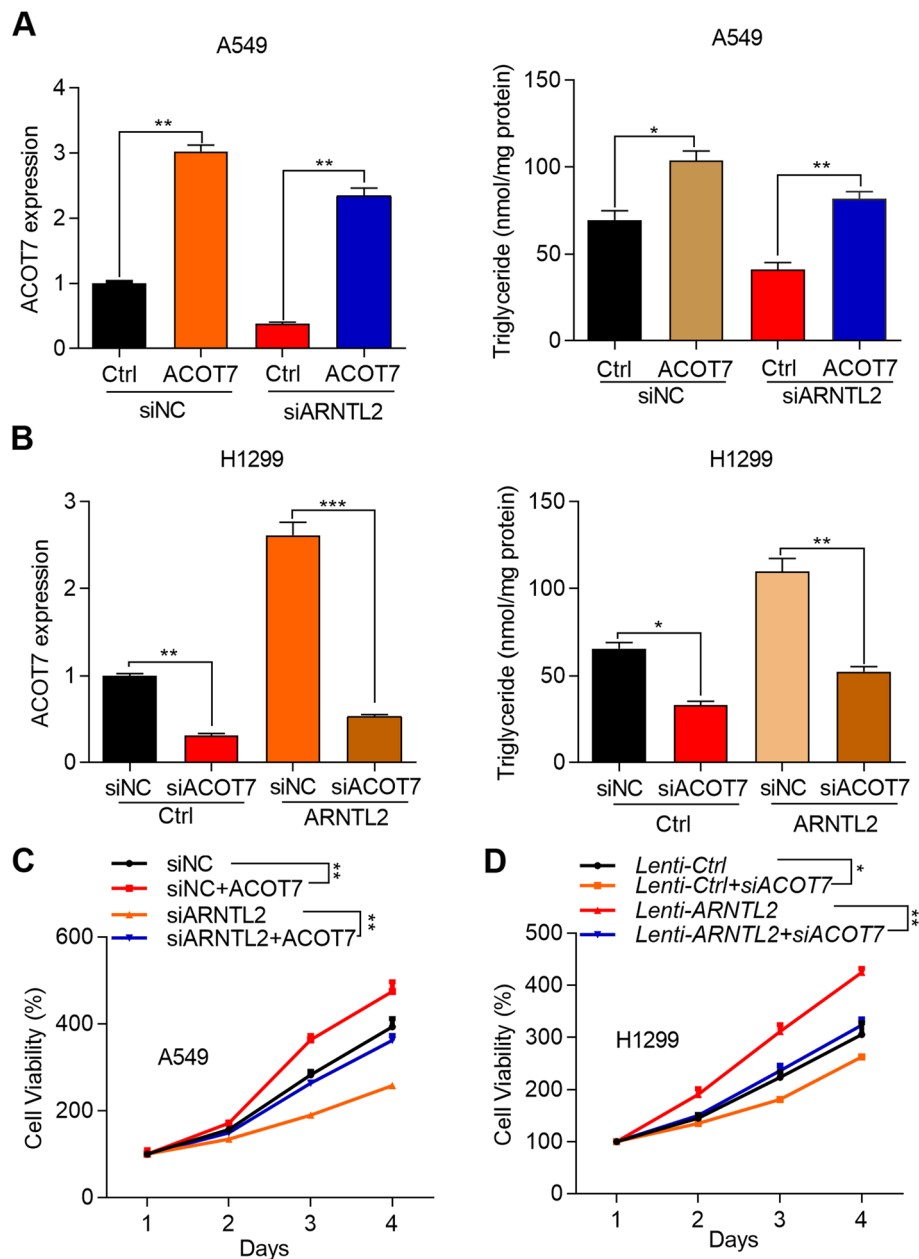 A
A549
ACOT7 expression
4
3
2
1
0
**
**
Ctrl ACOT7 Ctrl ACOT7
siNC siARNTL2
A549
Triglyceride (nmol/mg protein)
150
100
50
0
*
**
Ctrl ACOT7 Ctrl ACOT7
siNC siARNTL2
B
H1299
ACOT7 expression
3
2
1
0
**
***
siNC siACOT7 siNC siACOT7
Ctrl ARNTL2
H1299
Triglyceride (nmol/mg protein)
150
100
50
0
*
**
siNC siACOT7 siNC siACOT7
Ctrl ARNTL2
C
siNC
siNC+ACOT7
siARNTL2
siARNTL2+ACOT7
**
**
Cell Viability (%)
600
400
200
0
A549
1 2 3 4
Days
D
Lenti-Ctrl
Lenti-Ctrl+siACOT7
Lenti-ARNTL2
Lenti-ARNTL2+siACOT7
*
**
Cell Viability (%)
500
400
300
200
100
0
H1299
1 2 3 4
Days